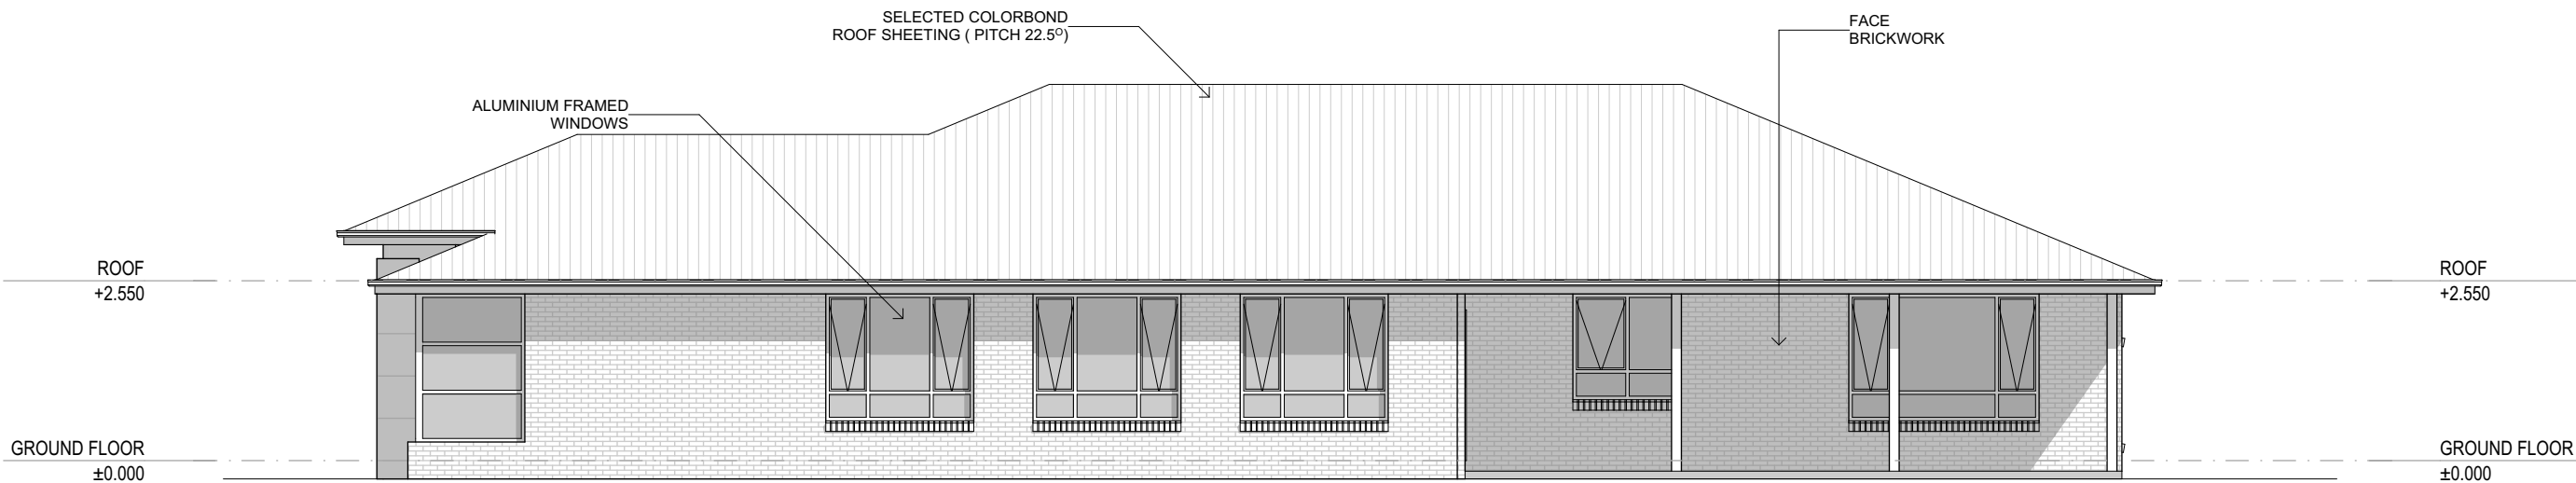 SELECTED COLORBOND
ROOF SHEETING ( PITCH 22.5O)
FACE
BRICKWORK
ALUMINIUM FRAMED
WINDOWS
ROOF
+2.550
ROOF
+2.550
GROUND FLOOR
±0.000
GROUND FLOOR
±0.000